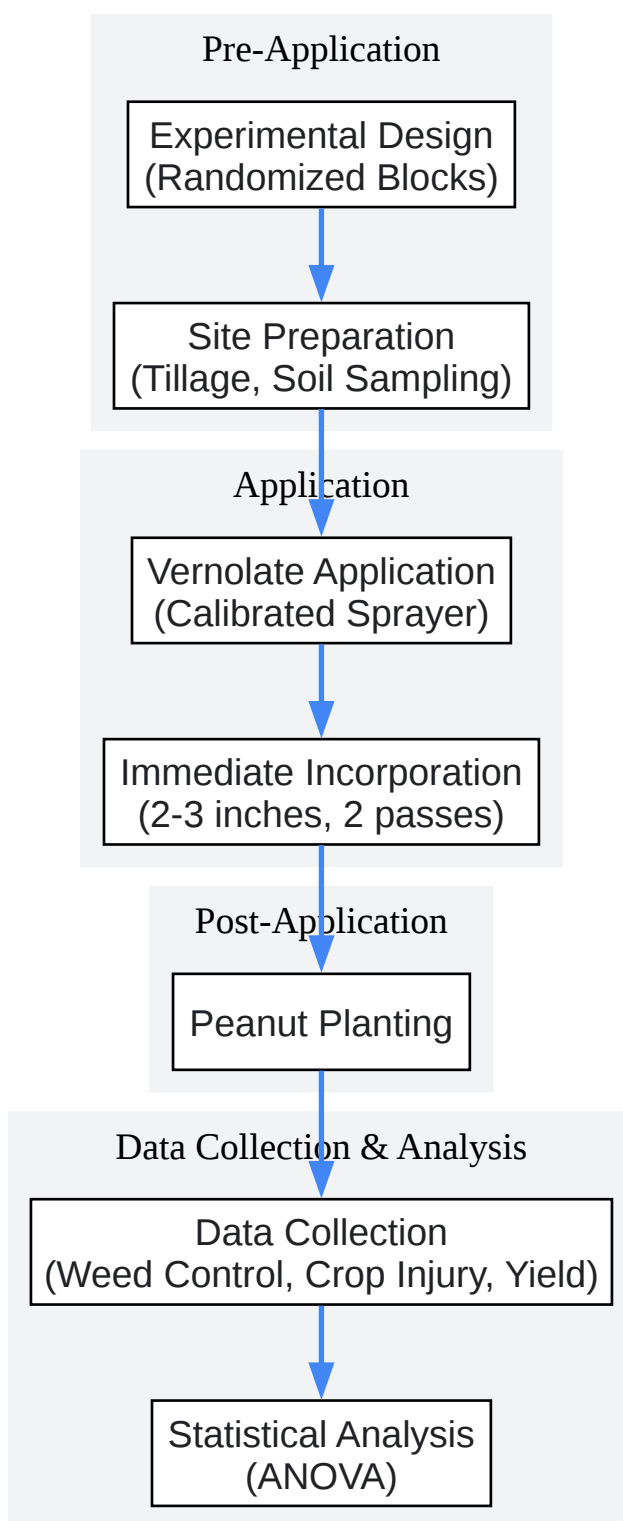 Pre-Application
Experimental Design
(Randomized Blocks)
Site Preparation
(Tillage, Soil Sampling)
Application
Vernolate Application
(Calibrated Sprayer)
Immediate Incorporation
(2-3 inches, 2 passes)
Post-Application
Peanut Planting
Data Collection & Analysis
Data Collection
(Weed Control, Crop Injury, Yield)
Statistical Analysis
(ANOVA)